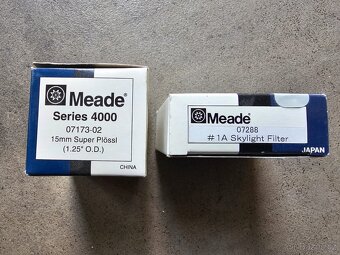 Meade®
Series 4000
07173-02
15mm Super Plössl
(1.25" O.D.)
CHINA
Meade®
07288
#1A Skylight Filter
JAPAN